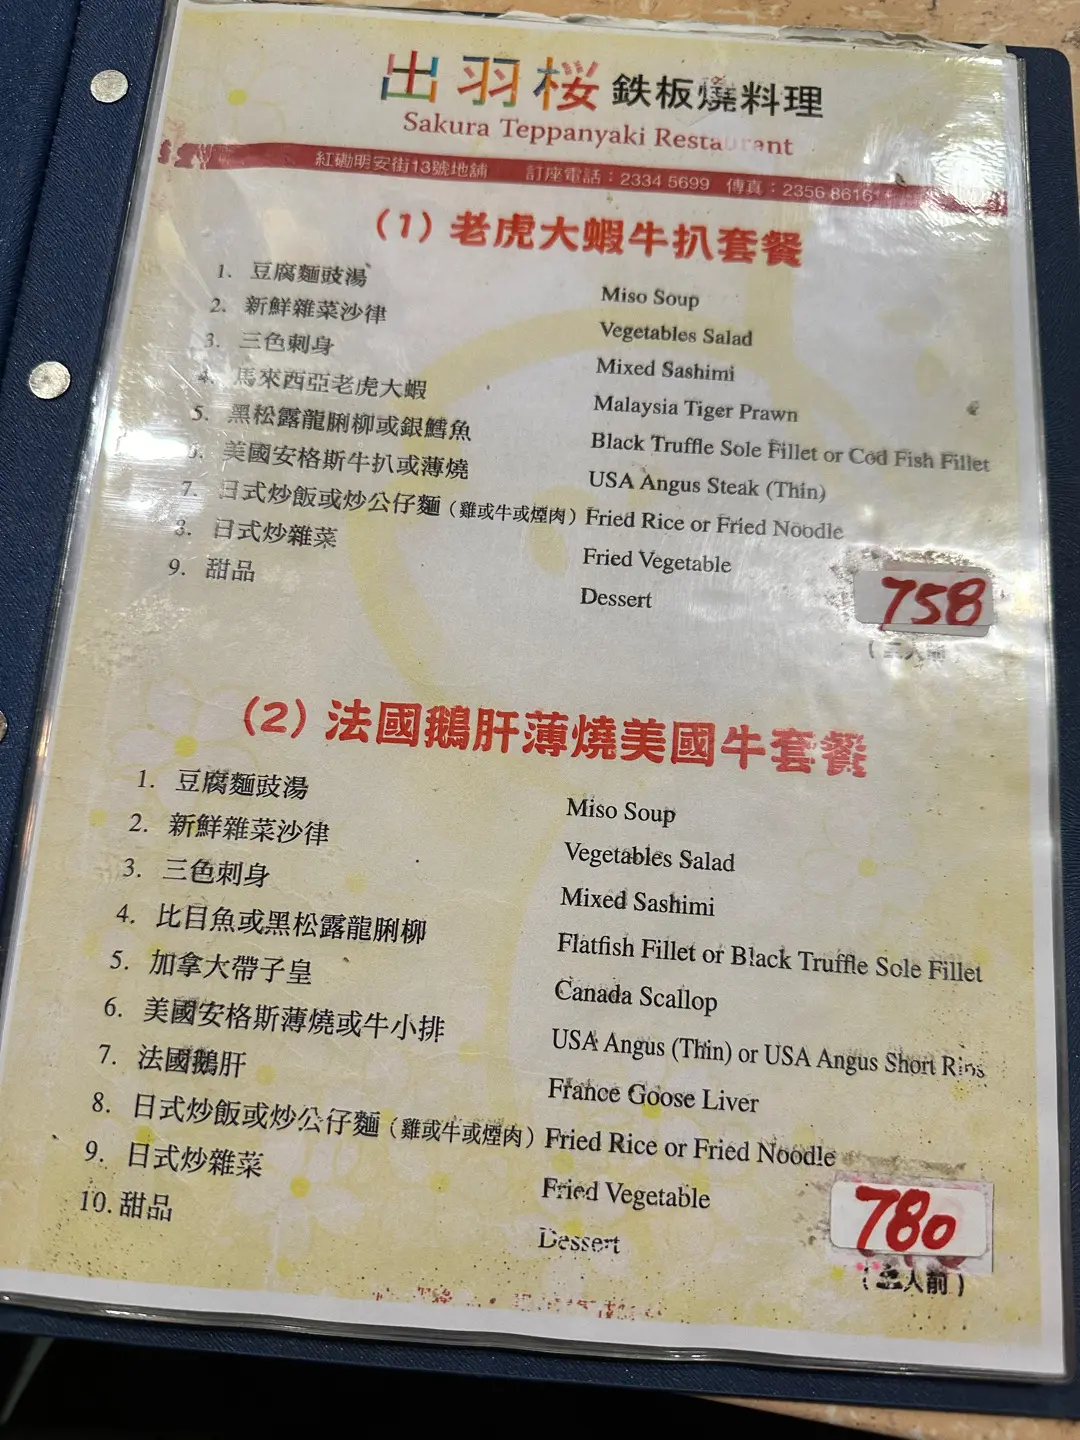 出羽桜 鉄板燒料理
Sakura Teppanyaki Restaurant
紅磡明安街13號地舖 訂座電話：2334 5699 傳真：2356 8616
(1) 老虎大蝦牛扒套餐
1. 豆腐麵豉湯 Miso Soup
2. 新鮮雜菜沙律 Vegetables Salad
3. 三色刺身 Mixed Sashimi
4. 馬來西亞老虎大蝦 Malaysia Tiger Prawn
5. 黑松露龍脷柳或銀鱈魚 Black Truffle Sole Fillet or Cod Fish Fillet
6. 美國安格斯牛扒或薄燒 USA Angus Steak (Thin)
7. 日式炒飯或炒公仔麵 (雞或牛或煙肉) Fried Rice or Fried Noodle
8. 日式炒雜菜 Fried Vegetable
9. 甜品 Dessert
758
人前
(2) 法國鵝肝薄燒美國牛套餐
1. 豆腐麵豉湯 Miso Soup
2. 新鮮雜菜沙律 Vegetables Salad
3. 三色刺身 Mixed Sashimi
4. 比目魚或黑松露龍脷柳 Flatfish Fillet or Black Truffle Sole Fillet
5. 加拿大帶子皇 Canada Scallop
6. 美國安格斯薄燒或牛小排 USA Angus (Thin) or USA Angus Short Rips
7. 法國鵝肝 France Goose Liver
8. 日式炒飯或炒公仔麵 (雞或牛或煙肉) Fried Rice or Fried Noodle
9. 日式炒雜菜 Fried Vegetable
10. 甜品 Dessert
780
人前)